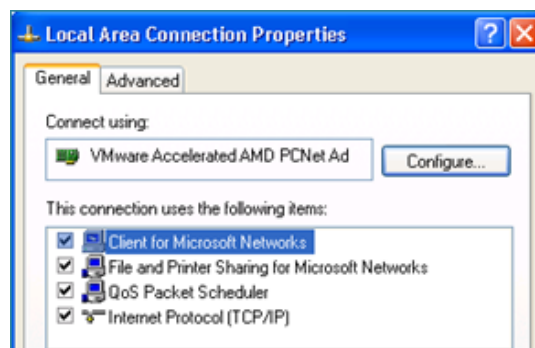 Local Area Connection Properties
General Advanced
Connect using:
VMware Accelerated AMD PCNet Ad Configure...
This connection uses the following items:
Client for Microsoft Networks
File and Printer Sharing for Microsoft Networks
QoS Packet Scheduler
Internet Protocol (TCP/IP)